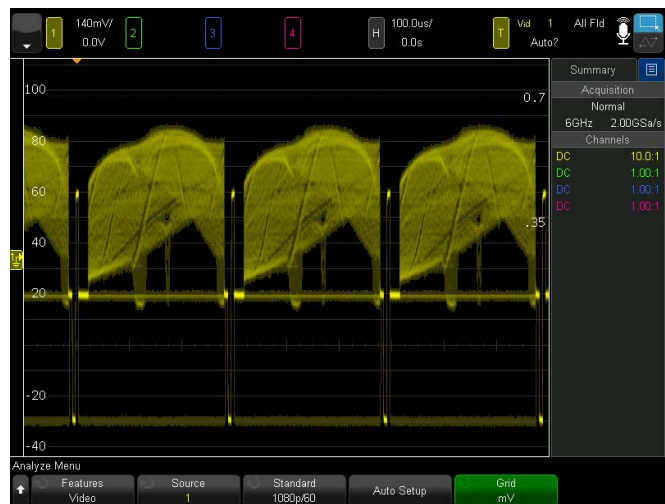 1 140mV/ 2 3 4 H 100.0us/ T Vid 1 All Fld
0.0V 0.0s Auto?
Summary
100
0.7
Acquisition
Normal
6GHz 2.00GSa/s
80
Channels
DC 10.0:1
DC 1.00:1
60
DC 1.00:1
DC 1.00:1
.35
40
20
-20
-40
Analyze Menu
Features Source Standard Auto Setup Grid
Video 1 1080p/60 mV